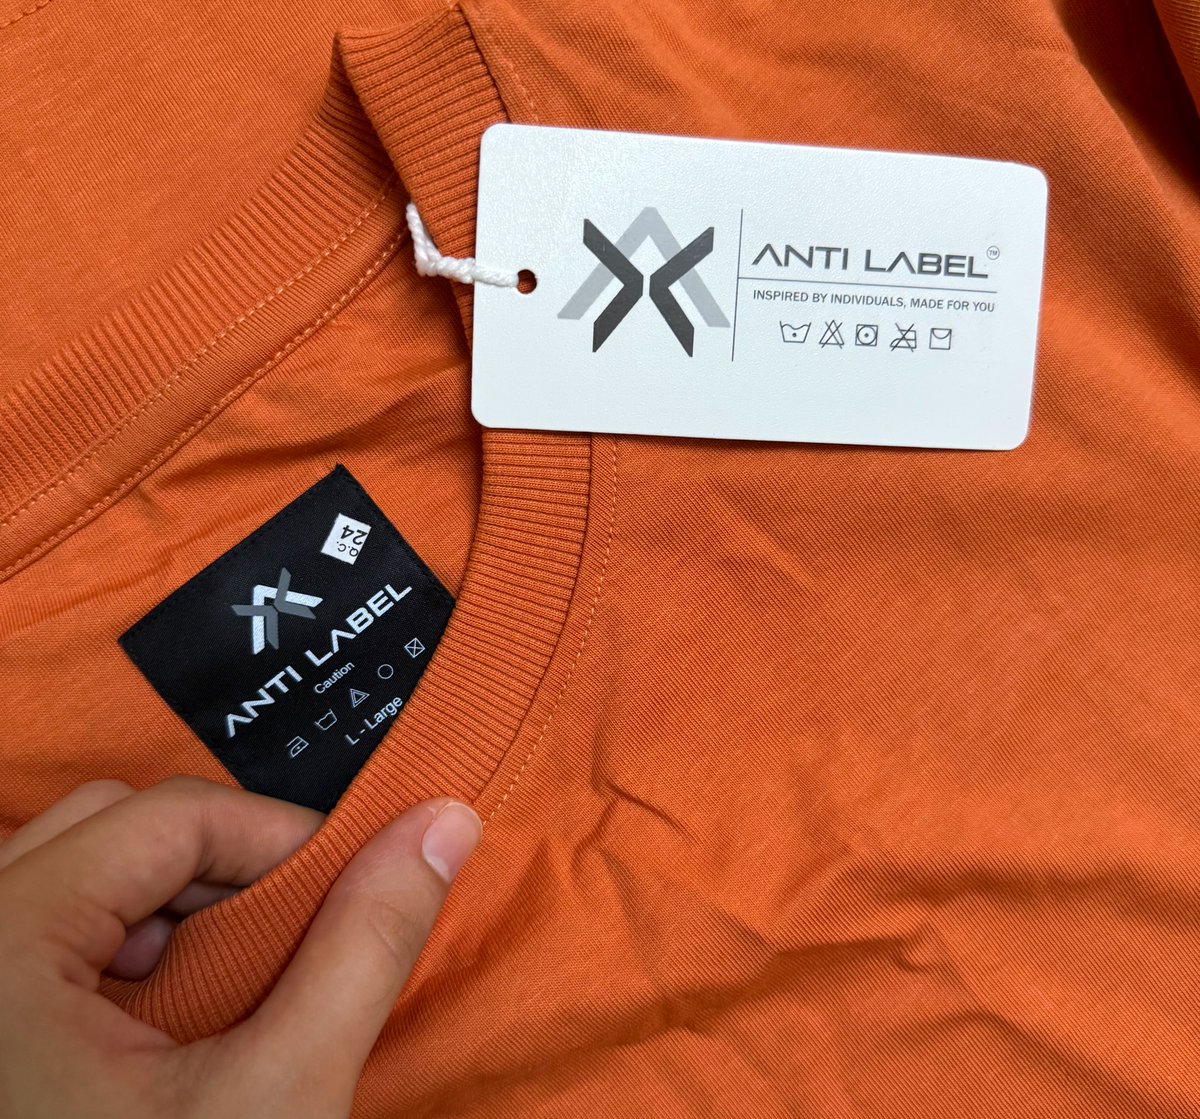 ANTI LABEL™
INSPIRED BY INDIVIDUALS, MADE FOR YOU
Q.C.
24
ANTI LABEL
Caution
L - Large